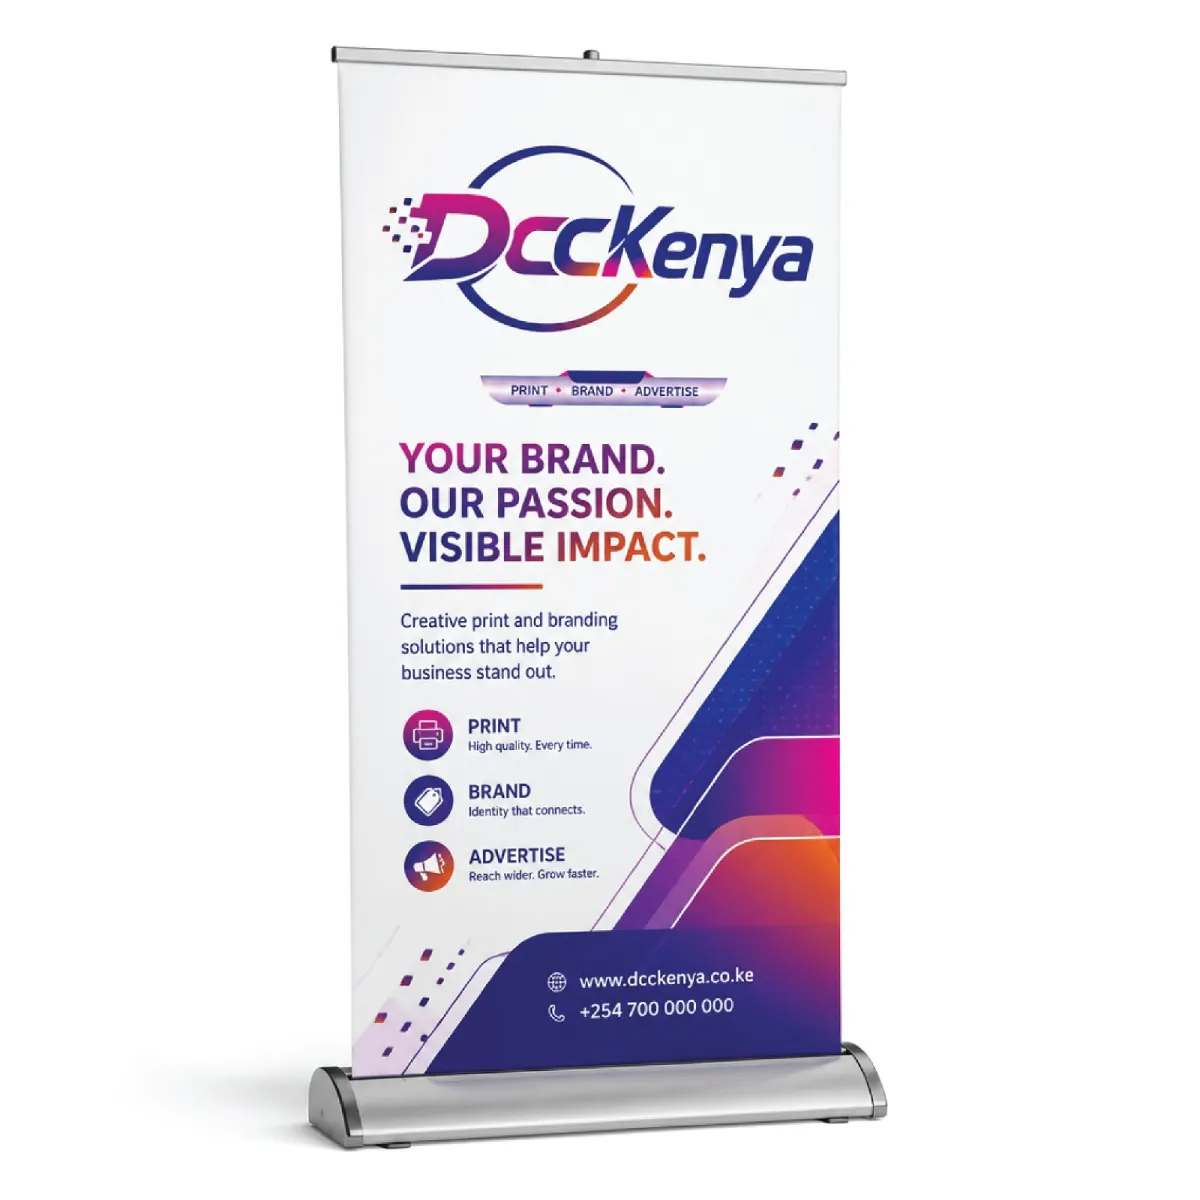 DccKenya
PRINT • BRAND • ADVERTISE
YOUR BRAND.
OUR PASSION.
VISIBLE IMPACT.
Creative print and branding
solutions that help your
business stand out.
PRINT
High quality. Every time.
BRAND
Identity that connects.
ADVERTISE
Reach wider. Grow faster.
www.dcckenya.co.ke
+254 700 000 000